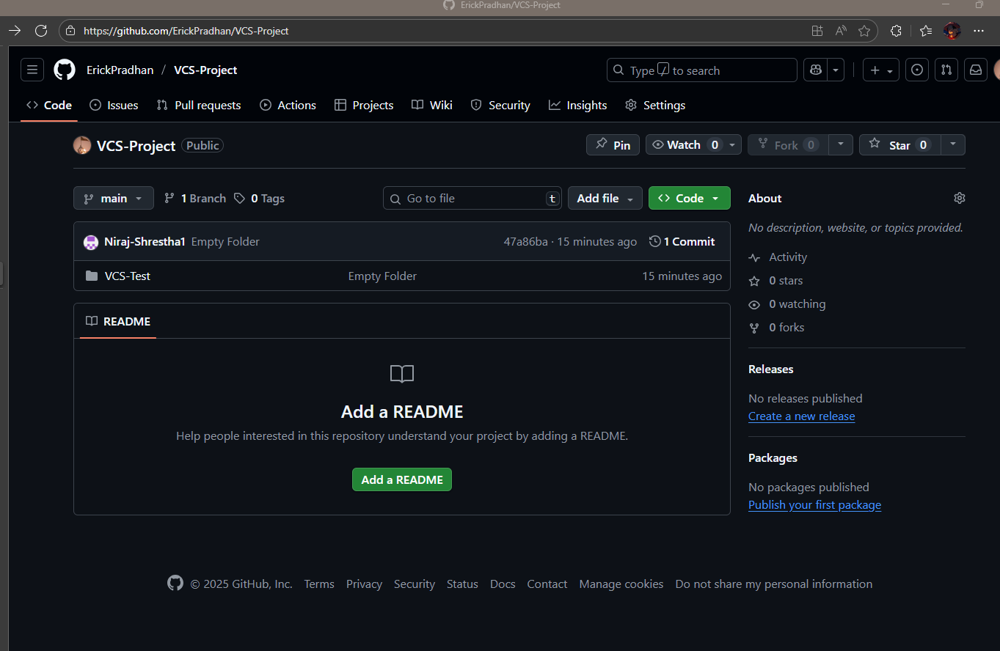 ErickPradhan/VCS-Project
https://github.com/ErickPradhan/VCS-Project
ErickPradhan / VCS-Project
Type / to search
Code Issues Pull requests Actions Projects Wiki Security Insights Settings
VCS-Project Public
Pin Watch 0 Fork 0 Star 0
main 1 Branch 0 Tags Go to file t Add file Code
Niraj-Shrestha1 Empty Folder 47a86ba · 15 minutes ago 1 Commit
VCS-Test Empty Folder 15 minutes ago
README
Add a README
Help people interested in this repository understand your project by adding a README.
Add a README
About
No description, website, or topics provided.
Activity
0 stars
0 watching
0 forks
Releases
No releases published
Create a new release
Packages
No packages published
Publish your first package
© 2025 GitHub, Inc. Terms Privacy Security Status Docs Contact Manage cookies Do not share my personal information